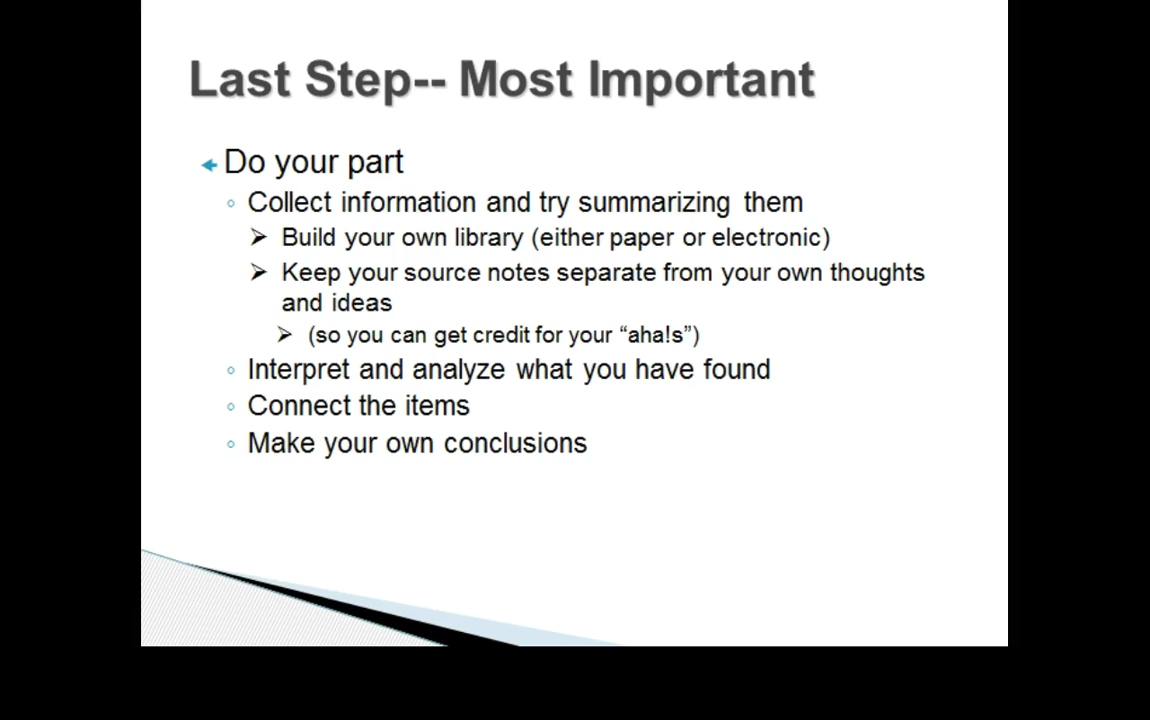 Last Step-- Most Important
Do your part
Collect information and try summarizing them
Build your own library (either paper or electronic)
Keep your source notes separate from your own thoughts
and ideas
(so you can get credit for your “aha!s”)
Interpret and analyze what you have found
Connect the items
Make your own conclusions